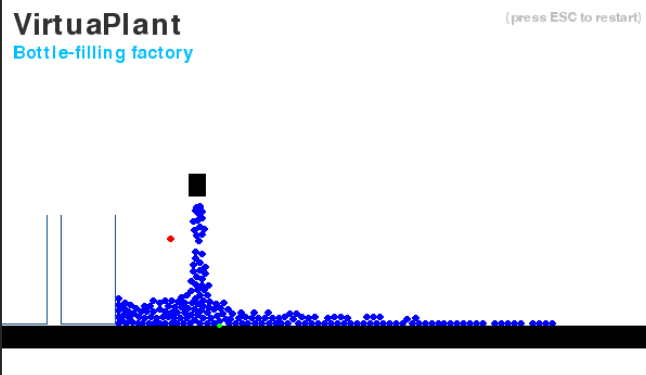 VirtuaPlant
(press ESC to restart)
Bottle-filling factory